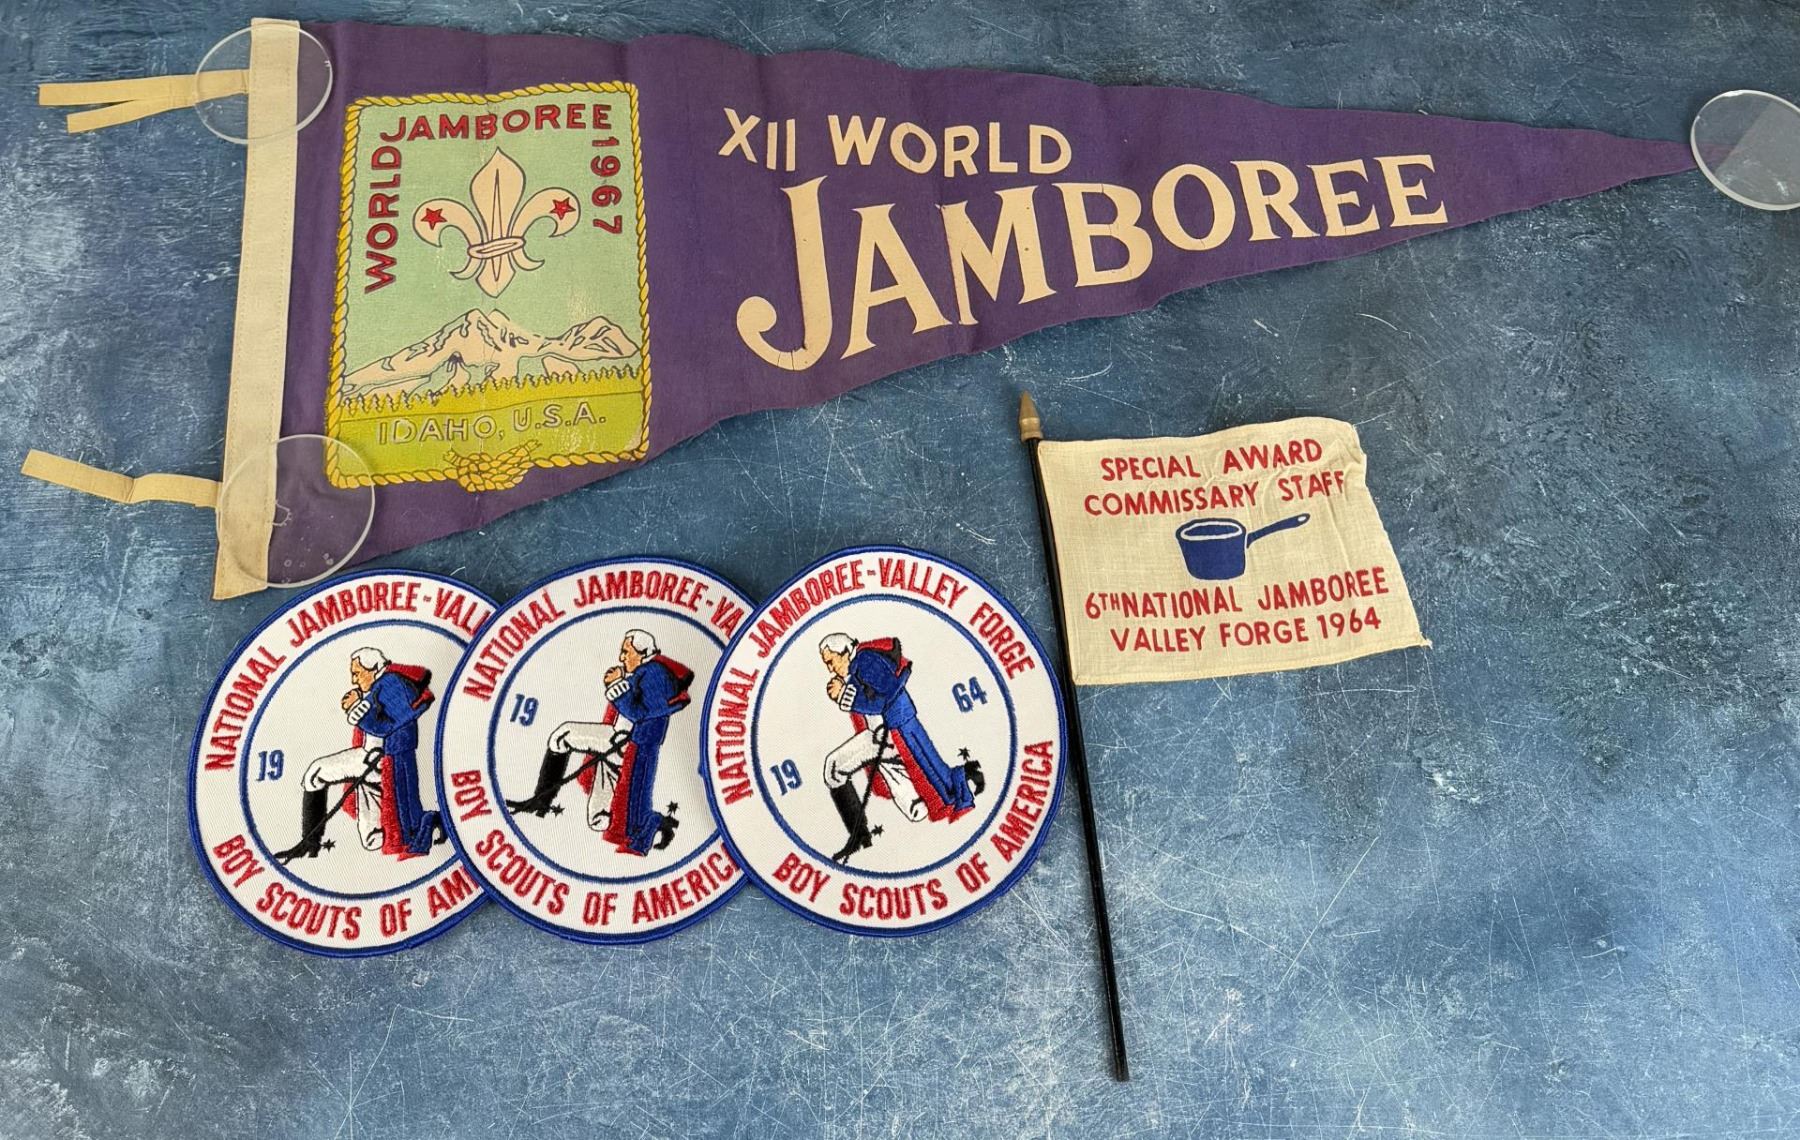 WORLD JAMBOREE 1967
IDAHO, U.S.A.
XII WORLD
JAMBOREE
SPECIAL AWARD
COMMISSARY STAFF
6TH NATIONAL JAMBOREE
VALLEY FORGE 1964
NATIONAL JAMBOREE-VALL
19
BOY SCOUTS OF AM
NATIONAL JAMBOREE-VA
19
BOY SCOUTS OF AMERIC
NATIONAL JAMBOREE-VALLEY FORGE
19 64
BOY SCOUTS OF AMERICA